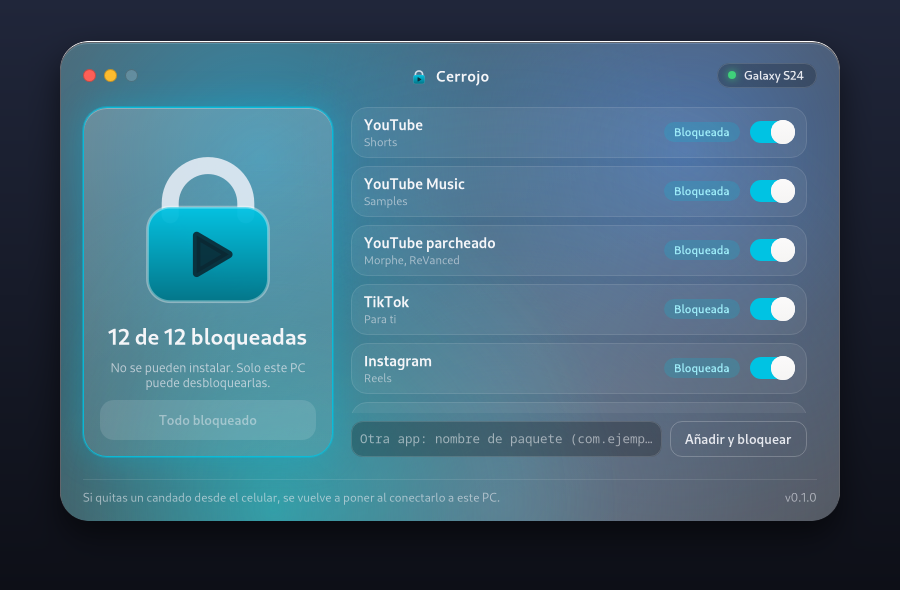 Cerrojo
Galaxy S24
12 de 12 bloqueadas
No se pueden instalar. Solo este PC
puede desbloquearlas.
Todo bloqueado
YouTube
Shorts
Bloqueada
YouTube Music
Samples
Bloqueada
YouTube parcheado
Morphe, ReVanced
Bloqueada
TikTok
Para ti
Bloqueada
Instagram
Reels
Bloqueada
Otra app: nombre de paquete (com.ejemp…
Añadir y bloquear
Si quitas un candado desde el celular, se vuelve a poner al conectarlo a este PC.
v0.1.0